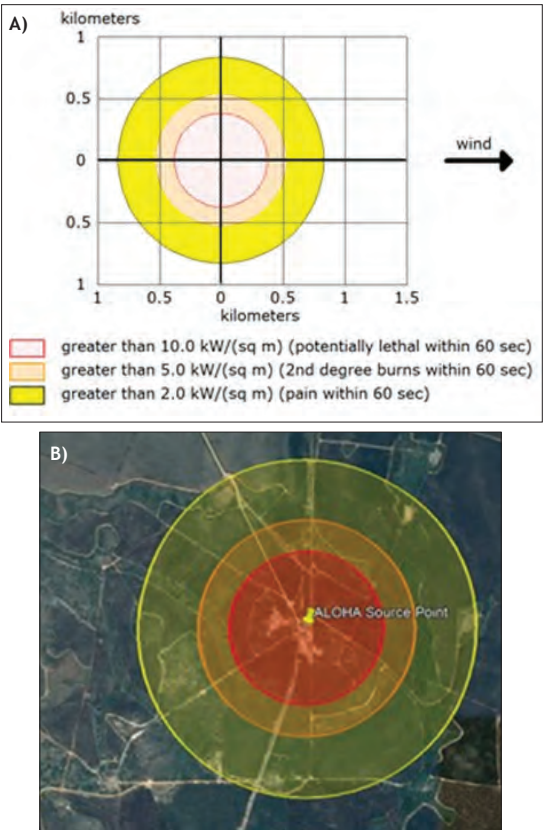 A)
kilometers
1
0.5
0
0.5
1
1 0.5 0 0.5 1 1.5
kilometers
wind
greater than 10.0 kW/(sq m) (potentially lethal within 60 sec)
greater than 5.0 kW/(sq m) (2nd degree burns within 60 sec)
greater than 2.0 kW/(sq m) (pain within 60 sec)
B)
ALOHA Source Point